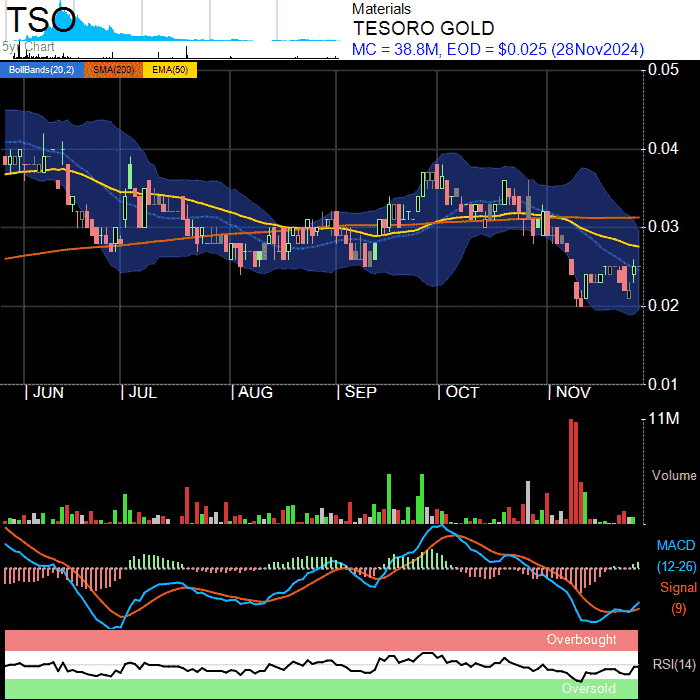 TSO
5yr Chart
Materials
TESORO GOLD
MC = 38.8M, EOD = $0.025 (28Nov2024)
BollBands(20,2) SMA(200) EMA(50)
0.05
0.04
0.03
0.02
0.01
JUN JUL AUG SEP OCT NOV
11M
Volume
MACD
(12-26)
Signal
(9)
Overbought
RSI(14)
Oversold